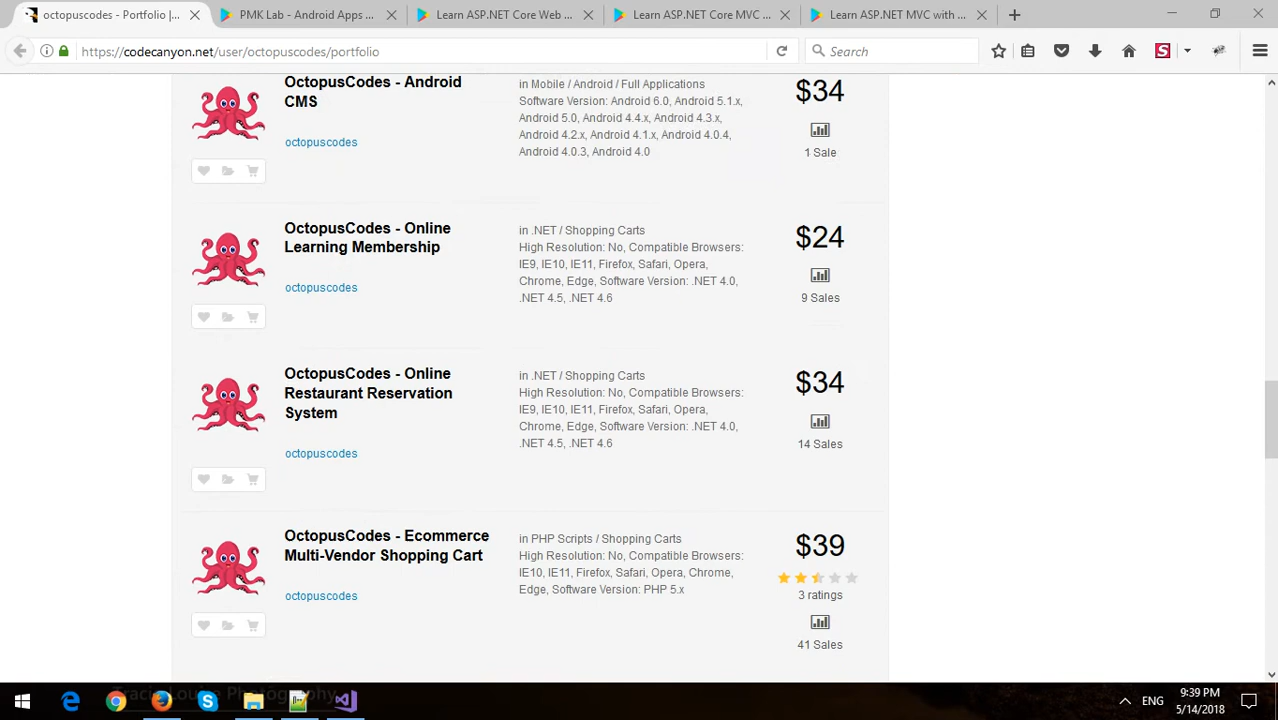 octopuscodes - Portfolio |...
PMK Lab - Android Apps ...
Learn ASP.NET Core Web ...
Learn ASP.NET Core MVC ...
Learn ASP.NET MVC with ...
https://codecanyon.net/user/octopuscodes/portfolio
Search
OctopusCodes - Android
CMS
octopuscodes
in Mobile / Android / Full Applications
Software Version: Android 6.0, Android 5.1.x,
Android 5.0, Android 4.4.x, Android 4.3.x,
Android 4.2.x, Android 4.1.x, Android 4.0.4,
Android 4.0.3, Android 4.0
$34
1 Sale
OctopusCodes - Online
Learning Membership
octopuscodes
in .NET / Shopping Carts
High Resolution: No, Compatible Browsers:
IE9, IE10, IE11, Firefox, Safari, Opera,
Chrome, Edge, Software Version: .NET 4.0,
.NET 4.5, .NET 4.6
$24
9 Sales
OctopusCodes - Online
Restaurant Reservation
System
octopuscodes
in .NET / Shopping Carts
High Resolution: No, Compatible Browsers:
IE9, IE10, IE11, Firefox, Safari, Opera,
Chrome, Edge, Software Version: .NET 4.0,
.NET 4.5, .NET 4.6
$34
14 Sales
OctopusCodes - Ecommerce
Multi-Vendor Shopping Cart
octopuscodes
in PHP Scripts / Shopping Carts
High Resolution: No, Compatible Browsers:
IE10, IE11, Firefox, Safari, Opera, Chrome,
Edge, Software Version: PHP 5.x
$39
3 ratings
41 Sales
Tracie Louise Photography
ENG
9:39 PM
5/14/2018